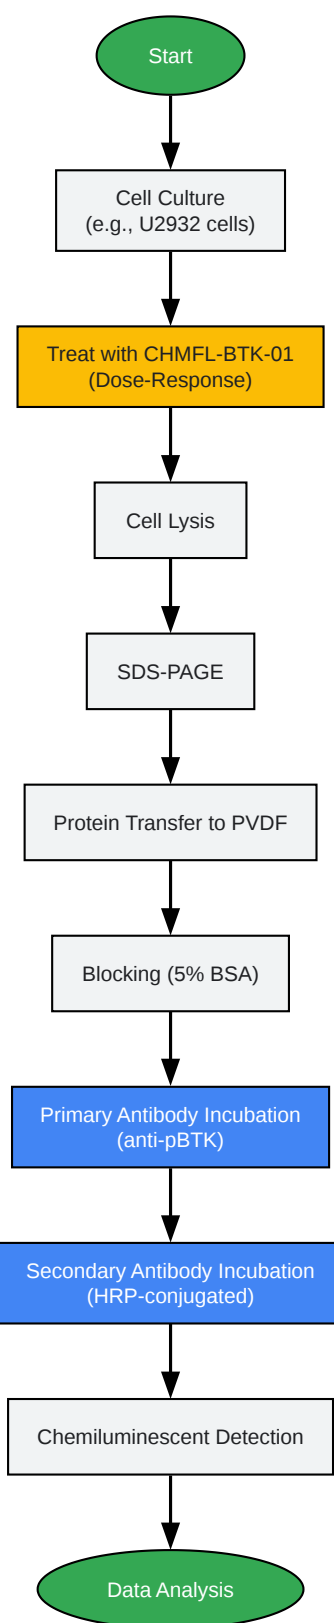 Start
Cell Culture
(e.g., U2932 cells)
Treat with CHMFL-BTK-01
(Dose-Response)
Cell Lysis
SDS-PAGE
Protein Transfer to PVDF
Blocking (5% BSA)
Primary Antibody Incubation
(anti-pBTK)
Secondary Antibody Incubation
(HRP-conjugated)
Chemiluminescent Detection
Data Analysis